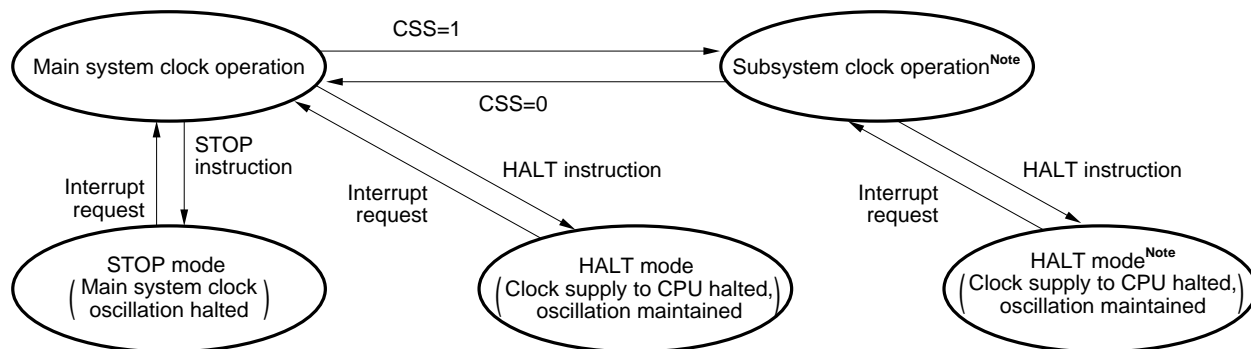 CSS=1
Main system clock operation
Subsystem clock operationNote
CSS=0
STOP
instruction
Interrupt
request
HALT instruction
Interrupt
request
HALT instruction
Interrupt
request
STOP mode
(Main system clock
oscillation halted)
HALT mode
(Clock supply to CPU halted,
oscillation maintained)
HALT modeNote
(Clock supply to CPU halted,
oscillation maintained)